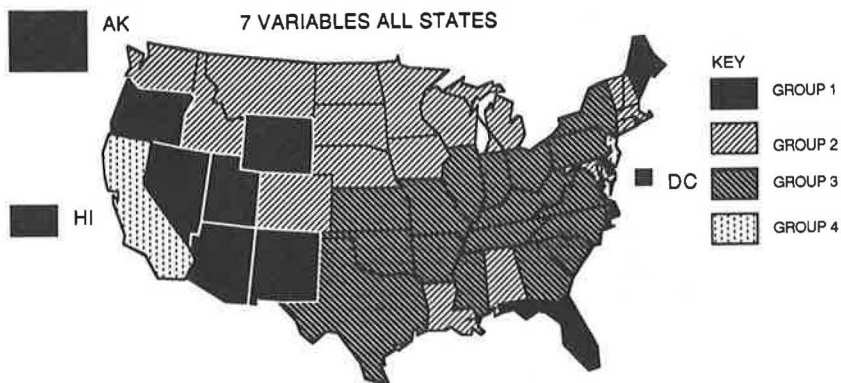 AK
7 VARIABLES ALL STATES
KEY
GROUP 1
GROUP 2
GROUP 3
GROUP 4
HI
DC